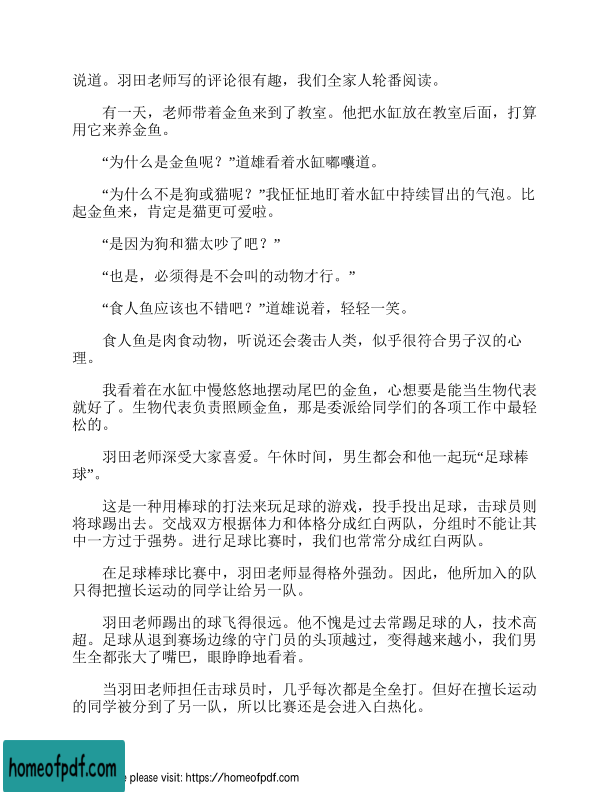 说道。羽田老师写的评论很有趣，我们全家人轮番阅读。
有一天，老师带着金鱼来到了教室。他把水缸放在教室后面，打算
用它来养金鱼。
“为什么是金鱼呢？”道雄看着水缸嘟囔道。
“为什么不是狗或猫呢？”我怔怔地盯着水缸中持续冒出的气泡。比
起金鱼来，肯定是猫更可爱啦。
“是因为狗和猫太吵了吧？”
“也是，必须得是不会叫的动物才行。”
“食人鱼应该也不错吧？”道雄说着，轻轻一笑。
食人鱼是肉食动物，听说还会袭击人类，似乎很符合男子汉的心
理。
我看着在水缸中慢悠悠地摆动尾巴的金鱼，心想要是能当生物代表
就好了。生物代表负责照顾金鱼，那是委派给同学们的各项工作中最轻
松的。
羽田老师深受大家喜爱。午休时间，男生都会和他一起玩“足球棒
球”。
这是一种用棒球的打法来玩足球的游戏，投手投出足球，击球员则
将球踢出去。交战双方根据体力和体格分成红白两队，分组时不能让其
中一方过于强势。进行足球比赛时，我们也常常分成红白两队。
在足球棒球比赛中，羽田老师显得格外强劲。因此，他所加入的队
只得把擅长运动的同学让给另一队。
羽田老师踢出的球飞得很远。他不愧是过去常踢足球的人，技术高
超。足球从退到赛场边缘的守门员的头顶越过，变得越来越小，我们男
生全都张大了嘴巴，眼睁睁地看着。
当羽田老师担任击球员时，几乎每次都是全垒打。但好在擅长运动
的同学被分到了另一队，所以比赛还是会进入白热化。
homeofpdf.com
e please visit: https://homeofpdf.com